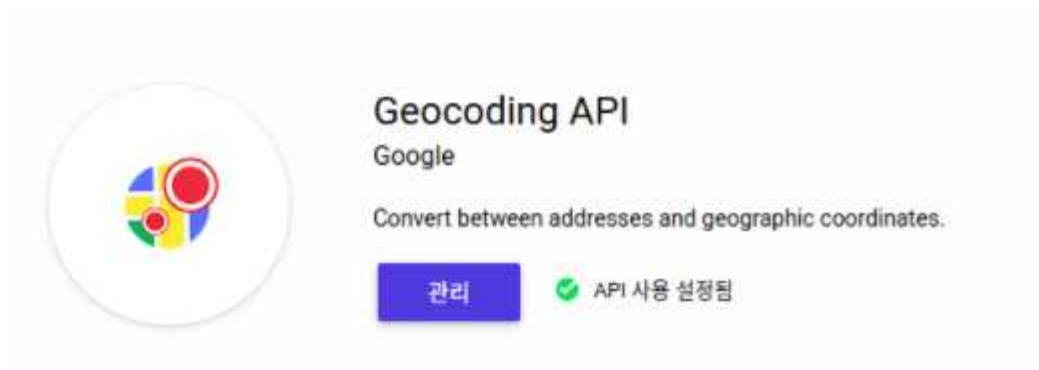 Geocoding API
Google
Convert between addresses and geographic coordinates.
관리
API 사용 설정됨